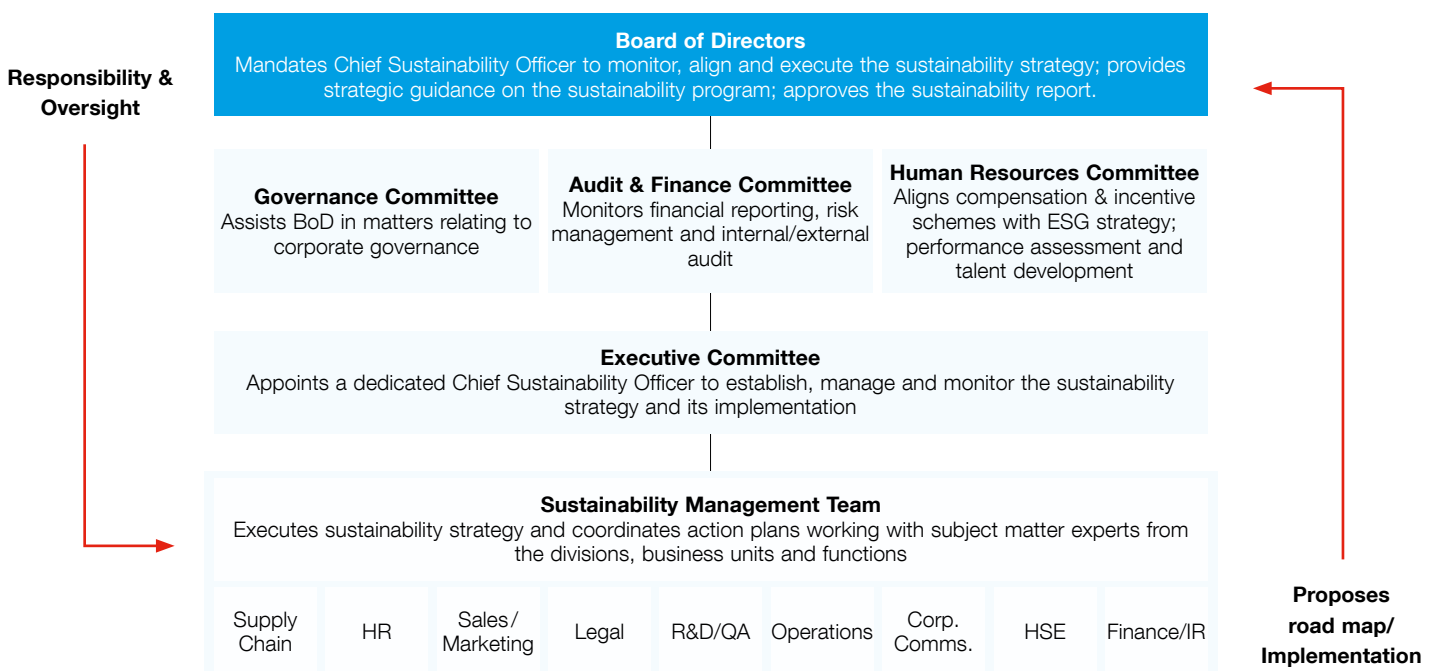 Responsibility &
Oversight
Board of Directors
Mandates Chief Sustainability Officer to monitor, align and execute the sustainability strategy; provides
strategic guidance on the sustainability program; approves the sustainability report.
Governance Committee
Assists BoD in matters relating to
corporate governance
Audit & Finance Committee
Monitors financial reporting, risk
management and internal/external
audit
Human Resources Committee
Aligns compensation & incentive
schemes with ESG strategy;
performance assessment and
talent development
Executive Committee
Appoints a dedicated Chief Sustainability Officer to establish, manage and monitor the sustainability
strategy and its implementation
Sustainability Management Team
Executes sustainability strategy and coordinates action plans working with subject matter experts from
the divisions, business units and functions
Supply
Chain
HR
Sales/
Marketing
Legal
R&D/QA
Operations
Corp.
Comms.
HSE
Finance/IR
Proposes
road map/
Implementation